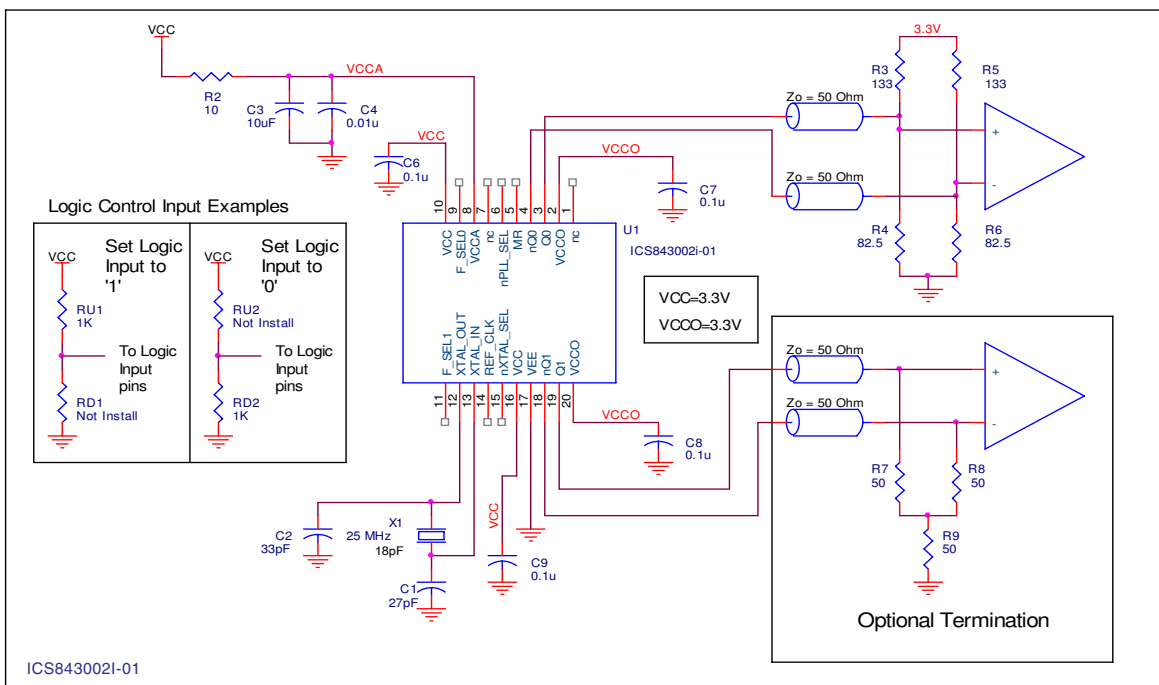 VCC
R2
10
VCCA
C3
10uF
C4
0.01u
VCC
C6
0.1u
VCCO
C7
0.1u
Zo = 50 Ohm
Zo = 50 Ohm
3.3V
R3
133
R5
133
+
-
R4
82.5
R6
82.5
10
9
8
7
6
5
4
3
2
1
VCC
F_SEL0
VCCA
nc
nPLL_SEL
MR
nQ0
Q0
VCCO
nc
U1
ICS843002i-01
F_SEL1
XTAL_OUT
XTAL_IN
REF_CLK
nXTAL_SEL
VCC
VEE
nQ1
Q1
VCCO
11
12
13
14
15
16
17
18
19
20
Logic Control Input Examples
VCC
Set Logic
Input to
'1'
RU1
1K
To Logic
Input
pins
RD1
Not Install
VCC
Set Logic
Input to
'0'
RU2
Not Install
To Logic
Input
pins
RD2
1K
VCC=3.3V
VCCO=3.3V
VCCO
C8
0.1u
C2
33pF
X1
25 MHz
18pF
C1
27pF
VCC
C9
0.1u
Zo = 50 Ohm
Zo = 50 Ohm
+
-
R7
50
R8
50
R9
50
Optional Termination
ICS843002I-01